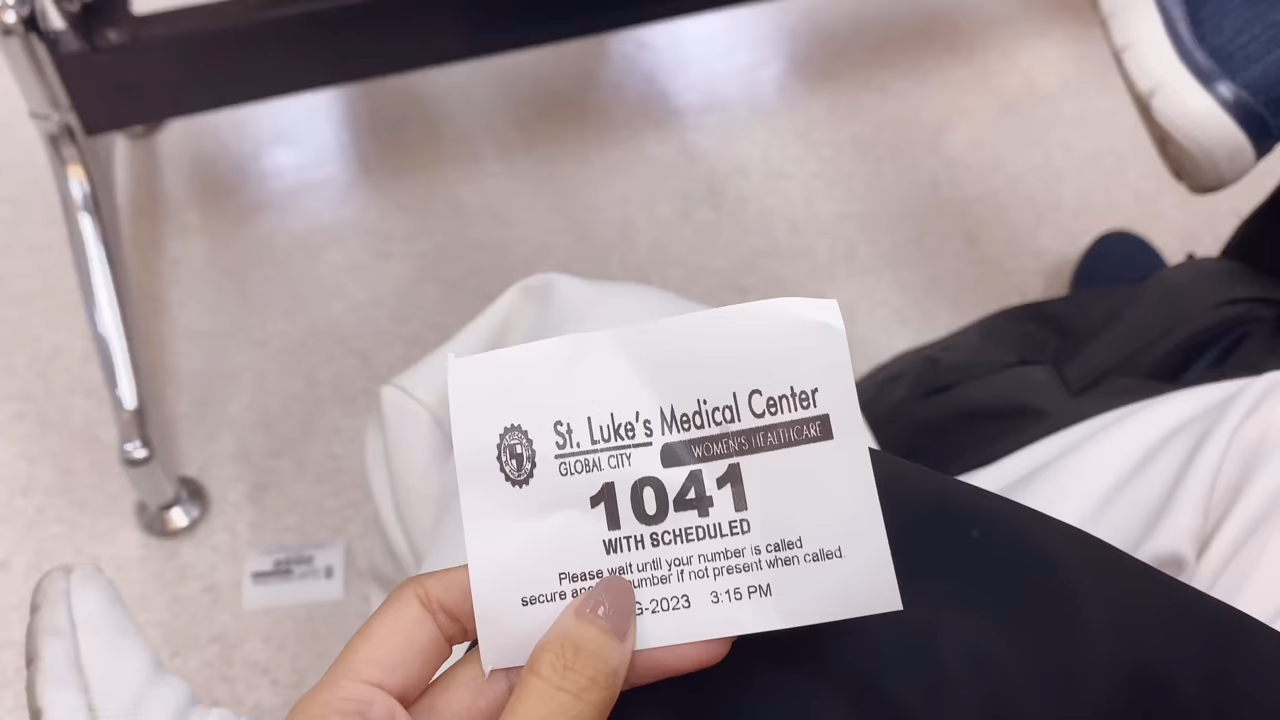 St. Luke's Medical Center
GLOBAL CITY
WOMEN'S HEALTHCARE
1041
WITH SCHEDULED
Please wait until your number is called
secure number if not present when called.
G-2023 3:15 PM